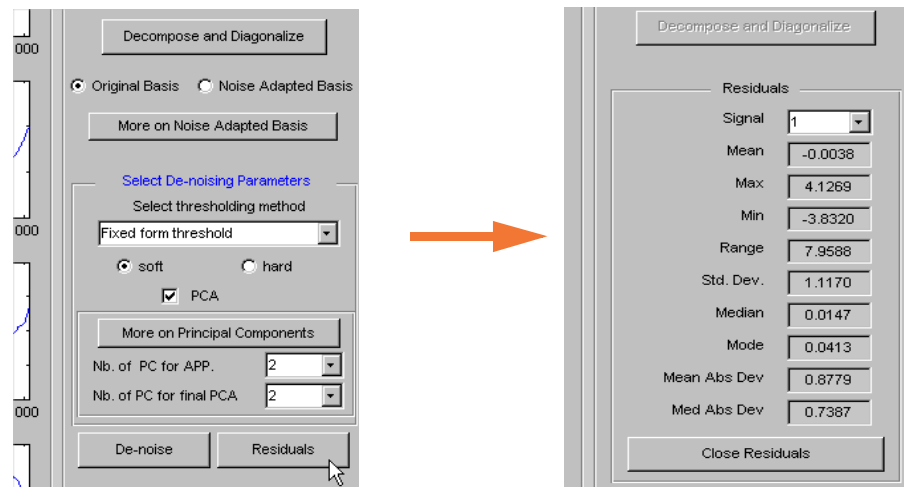 Decompose and Diagonalize
000
Original Basis Noise Adapted Basis
More on Noise Adapted Basis
Select De-noising Parameters
Select thresholding method
000
Fixed form threshold
soft hard
PCA
More on Principal Components
Nb. of PC for APP. 2
Nb. of PC for final PCA 2
000
De-noise Residuals
Decompose and Diagonalize
Residuals
Signal 1
Mean -0.0038
Max 4.1269
Min -3.8320
Range 7.9588
Std. Dev. 1.1170
Median 0.0147
Mode 0.0413
Mean Abs Dev 0.8779
Med Abs Dev 0.7387
Close Residuals